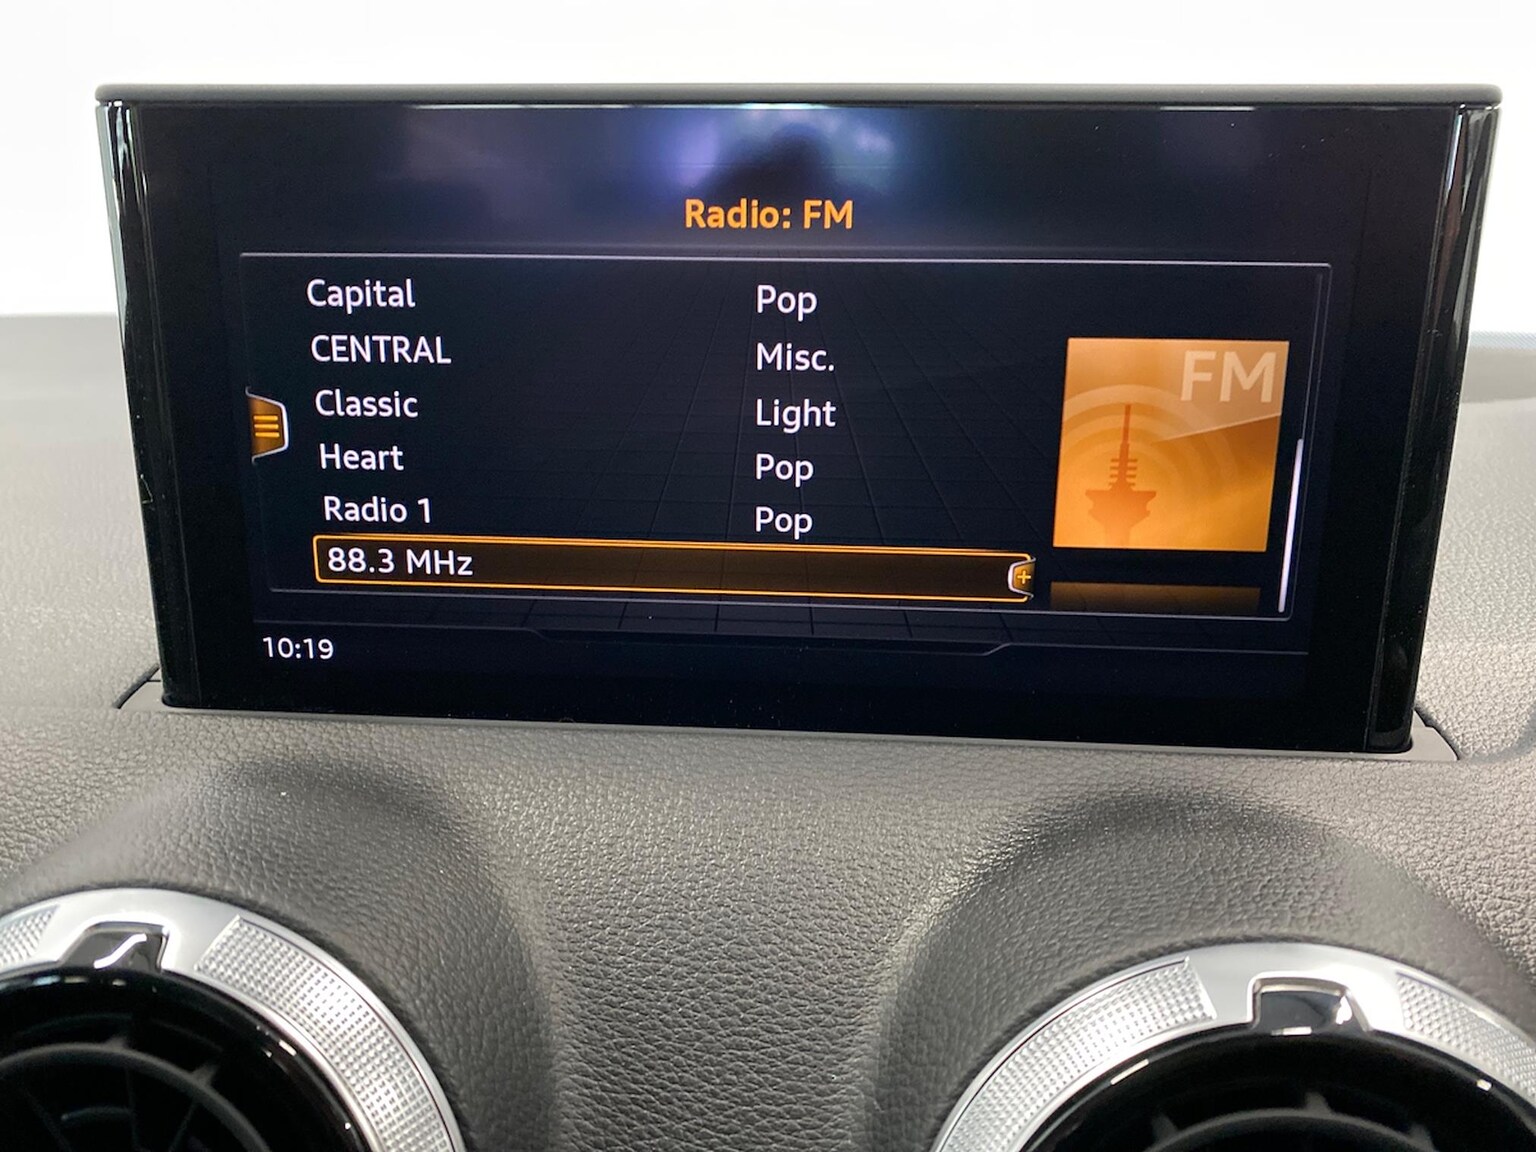 Radio: FM
Capital Pop
CENTRAL Misc.
Classic Light
Heart Pop
Radio 1 Pop
88.3 MHz +
FM
10:19